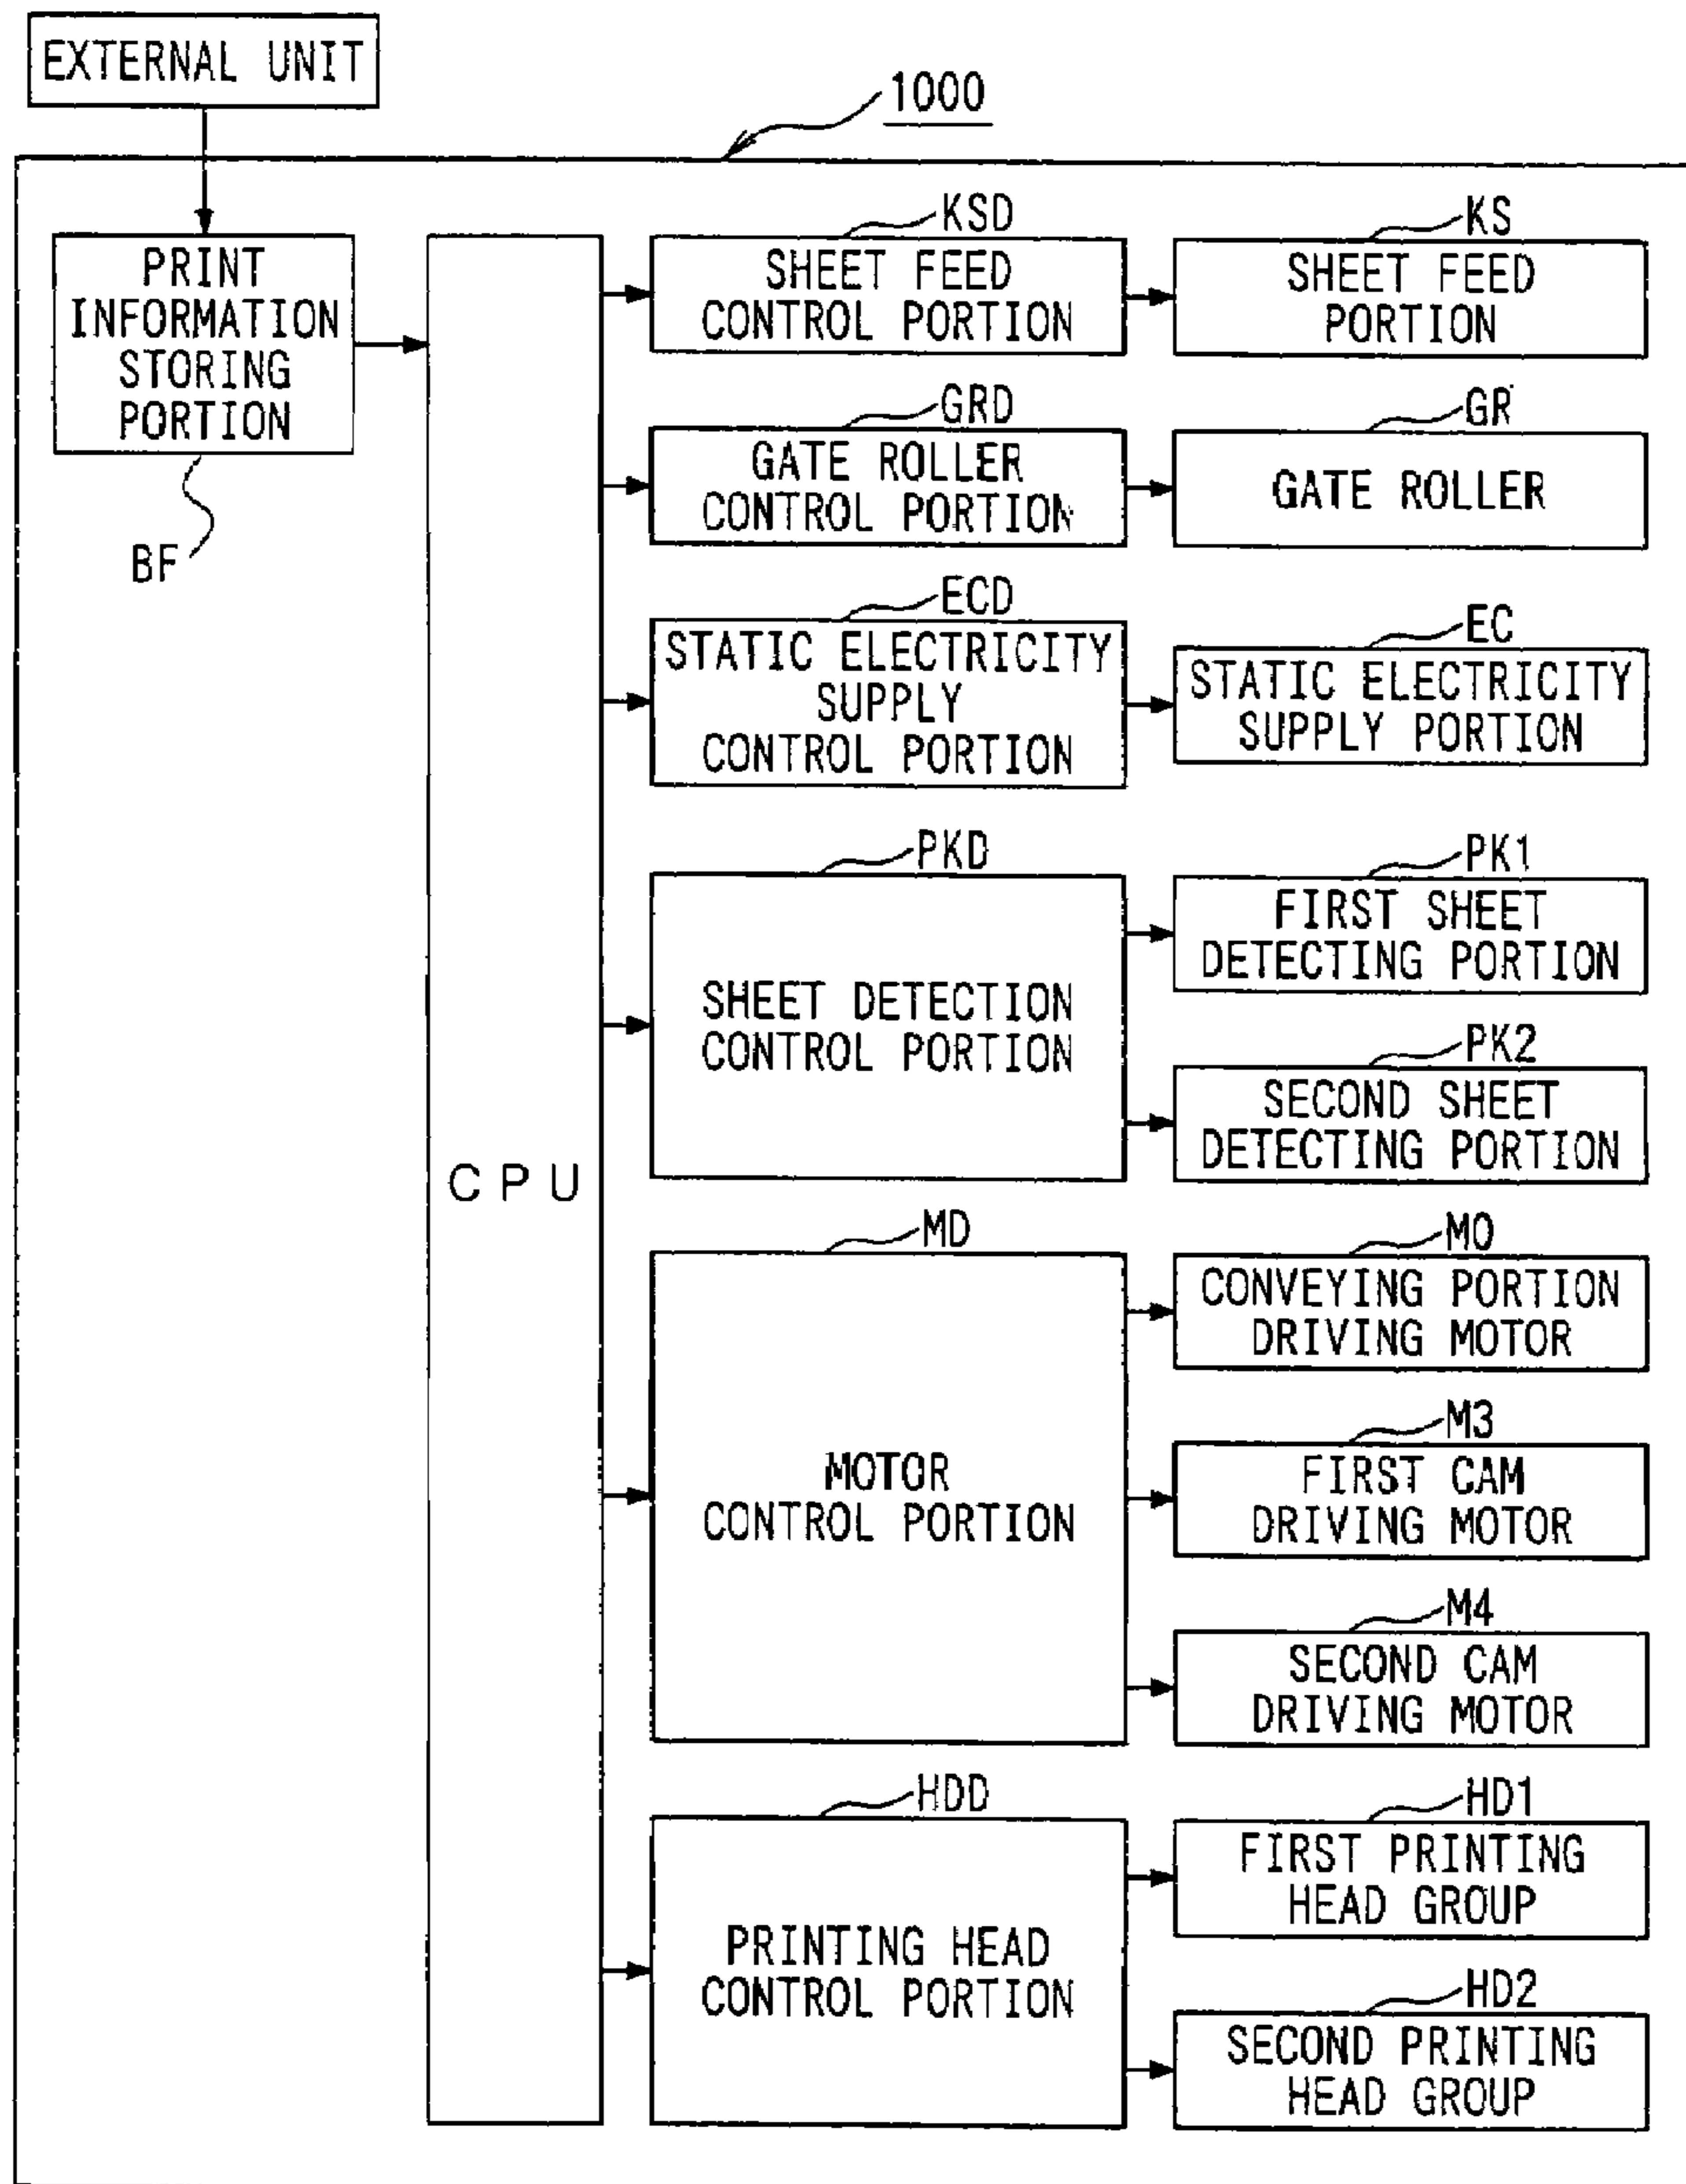 EXTERNAL UNIT
1000
PRINT
INFORMATION
STORING
PORTION
BF
CPU
KSD
SHEET FEED
CONTROL PORTION
KS
SHEET FEED
PORTION
GRD
GATE ROLLER
CONTROL PORTION
GR
GATE ROLLER
ECD
STATIC ELECTRICITY
SUPPLY
CONTROL PORTION
EC
STATIC ELECTRICITY
SUPPLY PORTION
PKD
SHEET DETECTION
CONTROL PORTION
PK1
FIRST SHEET
DETECTING PORTION
PK2
SECOND SHEET
DETECTING PORTION
MD
MOTOR
CONTROL PORTION
MO
CONVEYING PORTION
DRIVING MOTOR
M3
FIRST CAM
DRIVING MOTOR
M4
SECOND CAM
DRIVING MOTOR
HDD
PRINTING HEAD
CONTROL PORTION
HD1
FIRST PRINTING
HEAD GROUP
HD2
SECOND PRINTING
HEAD GROUP